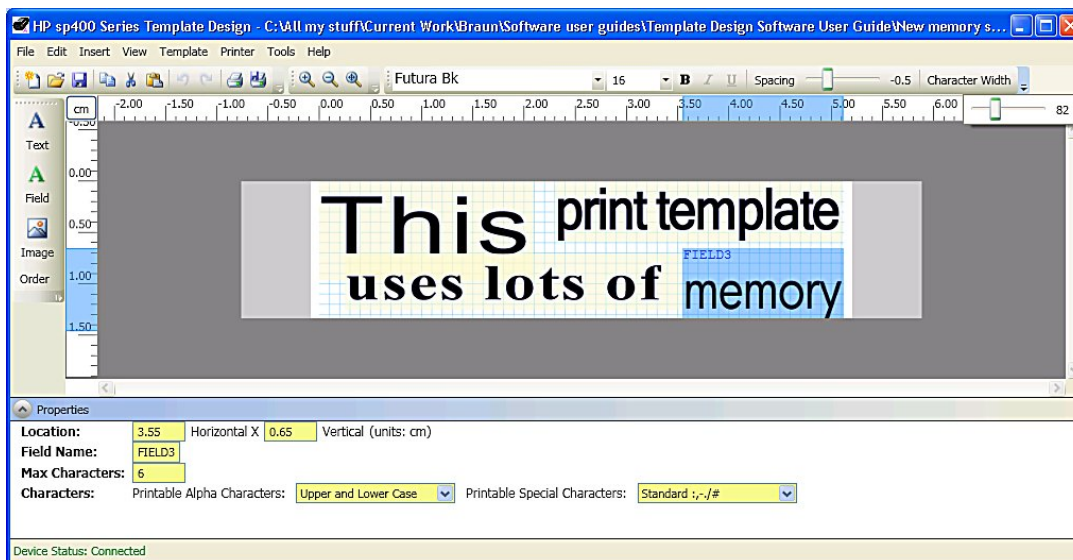 HP sp400 Series Template Design - C:\All my stuff\Current Work\Braun\Software user guides\Template Design Software User Guide\New memory s...
File Edit Insert View Template Printer Tools Help
Futura Bk 16 B I U Spacing -0.5 Character Width
82
cm -2.00 -1.50 -1.00 -0.50 0.00 0.50 1.00 1.50 2.00 2.50 3.00 3.50 4.00 4.50 5.00 5.50 6.00
-0.50
A
Text
0.00
A
Field
0.50
Image
Order
1.00
1.50
This print template
FIELD3
uses lots of memory
Properties
Location: 3.55 Horizontal X 0.65 Vertical (units: cm)
Field Name: FIELD3
Max Characters: 6
Characters: Printable Alpha Characters: Upper and Lower Case Printable Special Characters: Standard :,-./#
Device Status: Connected